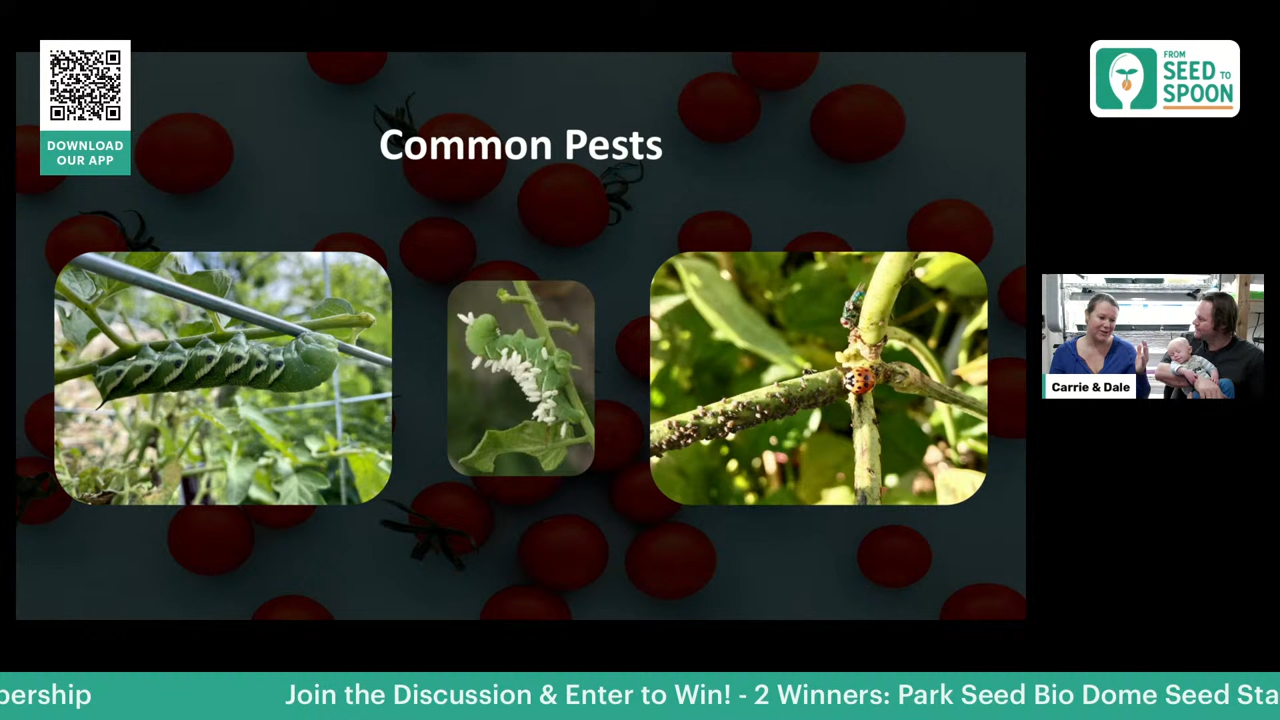 DOWNLOAD
OUR APP
FROM
SEED TO
SPOON
Common Pests
Carrie & Dale
bership
Join the Discussion & Enter to Win! - 2 Winners: Park Seed Bio Dome Seed Sta